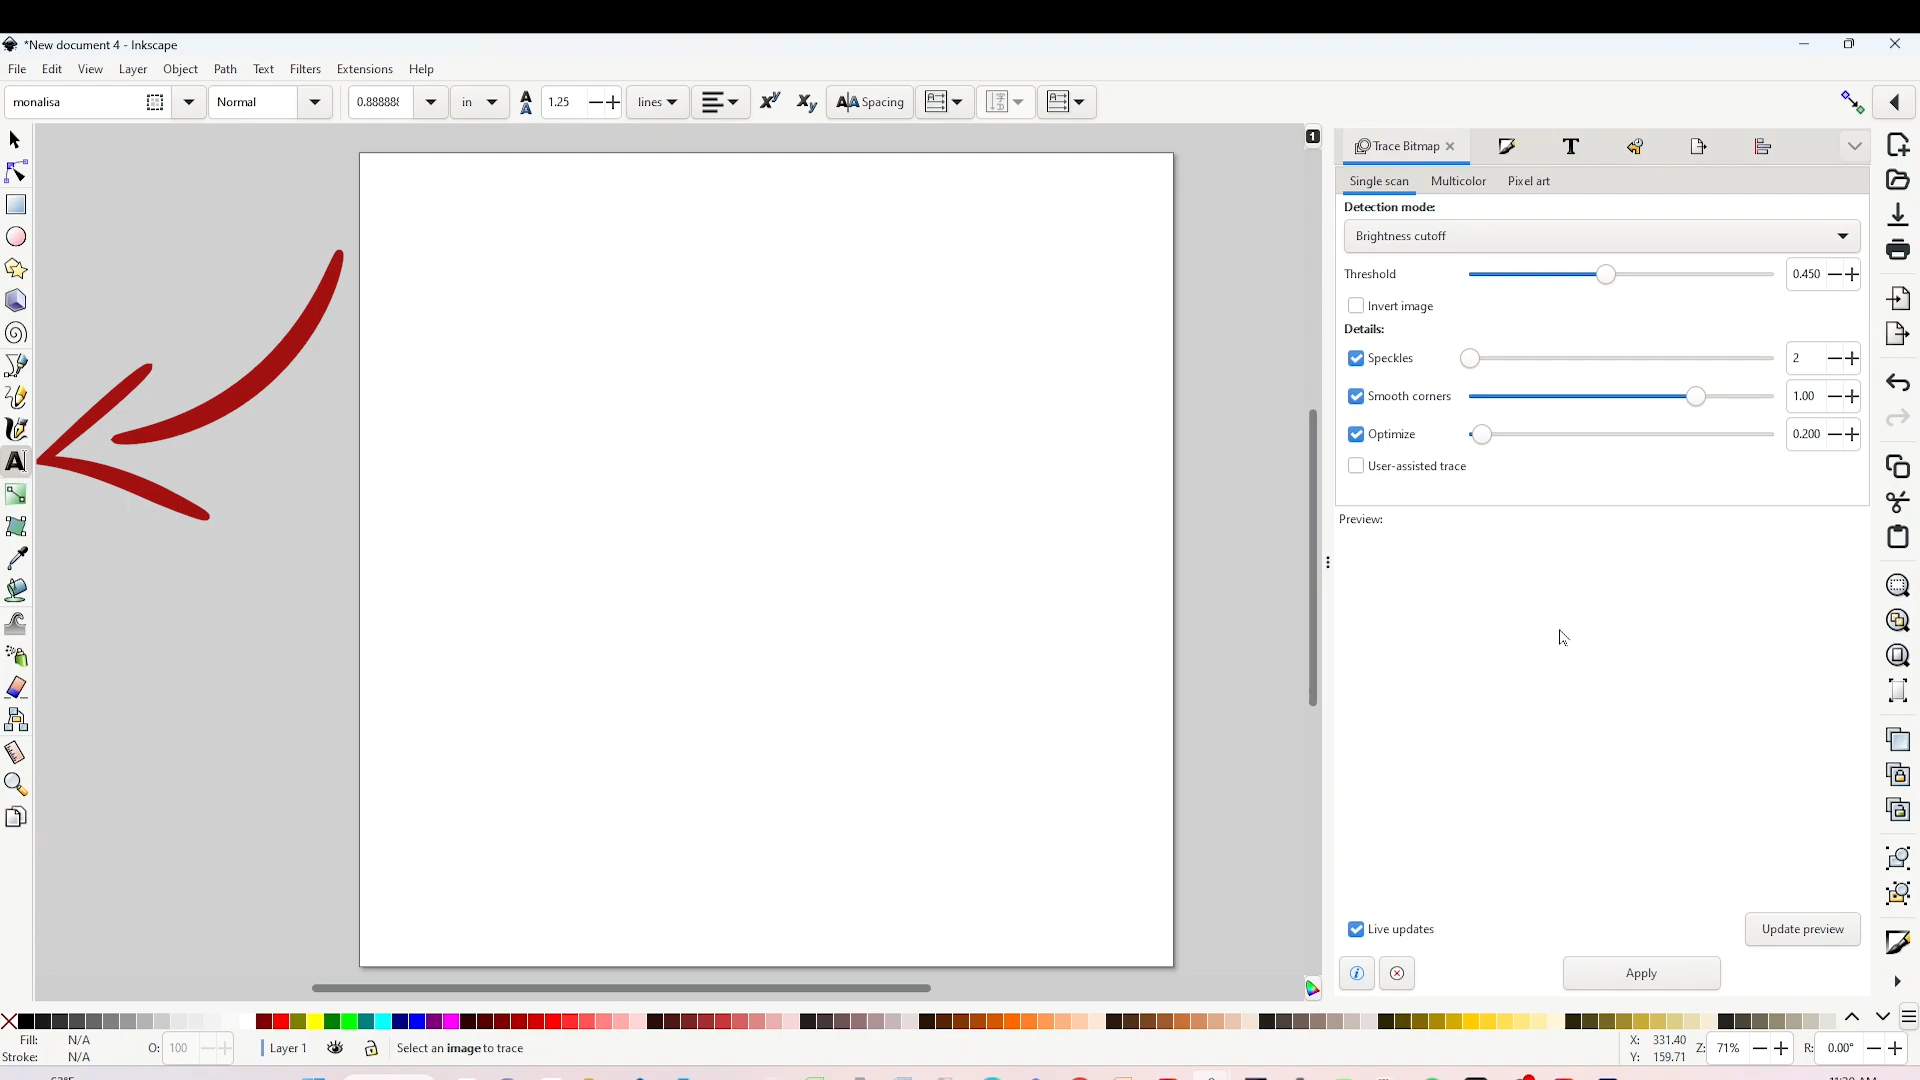 *New document 4 - Inkscape
File Edit View Layer Object Path Text Filters Extensions Help
monalisa Normal 0.888888 in 1.25 lines Spacing
1
Trace Bitmap
Single scan Multicolor Pixel art
Detection mode:
Brightness cutoff
Threshold 0.450
Invert image
Details:
Speckles 2
Smooth corners 1.00
Optimize 0.200
User-assisted trace
Preview:
Live updates Update preview
Apply
Fill: N/A
Stroke: N/A
O: 100
Layer 1
Select an image to trace
X: 331.40
Y: 159.71
Z: 71%
R: 0.00°